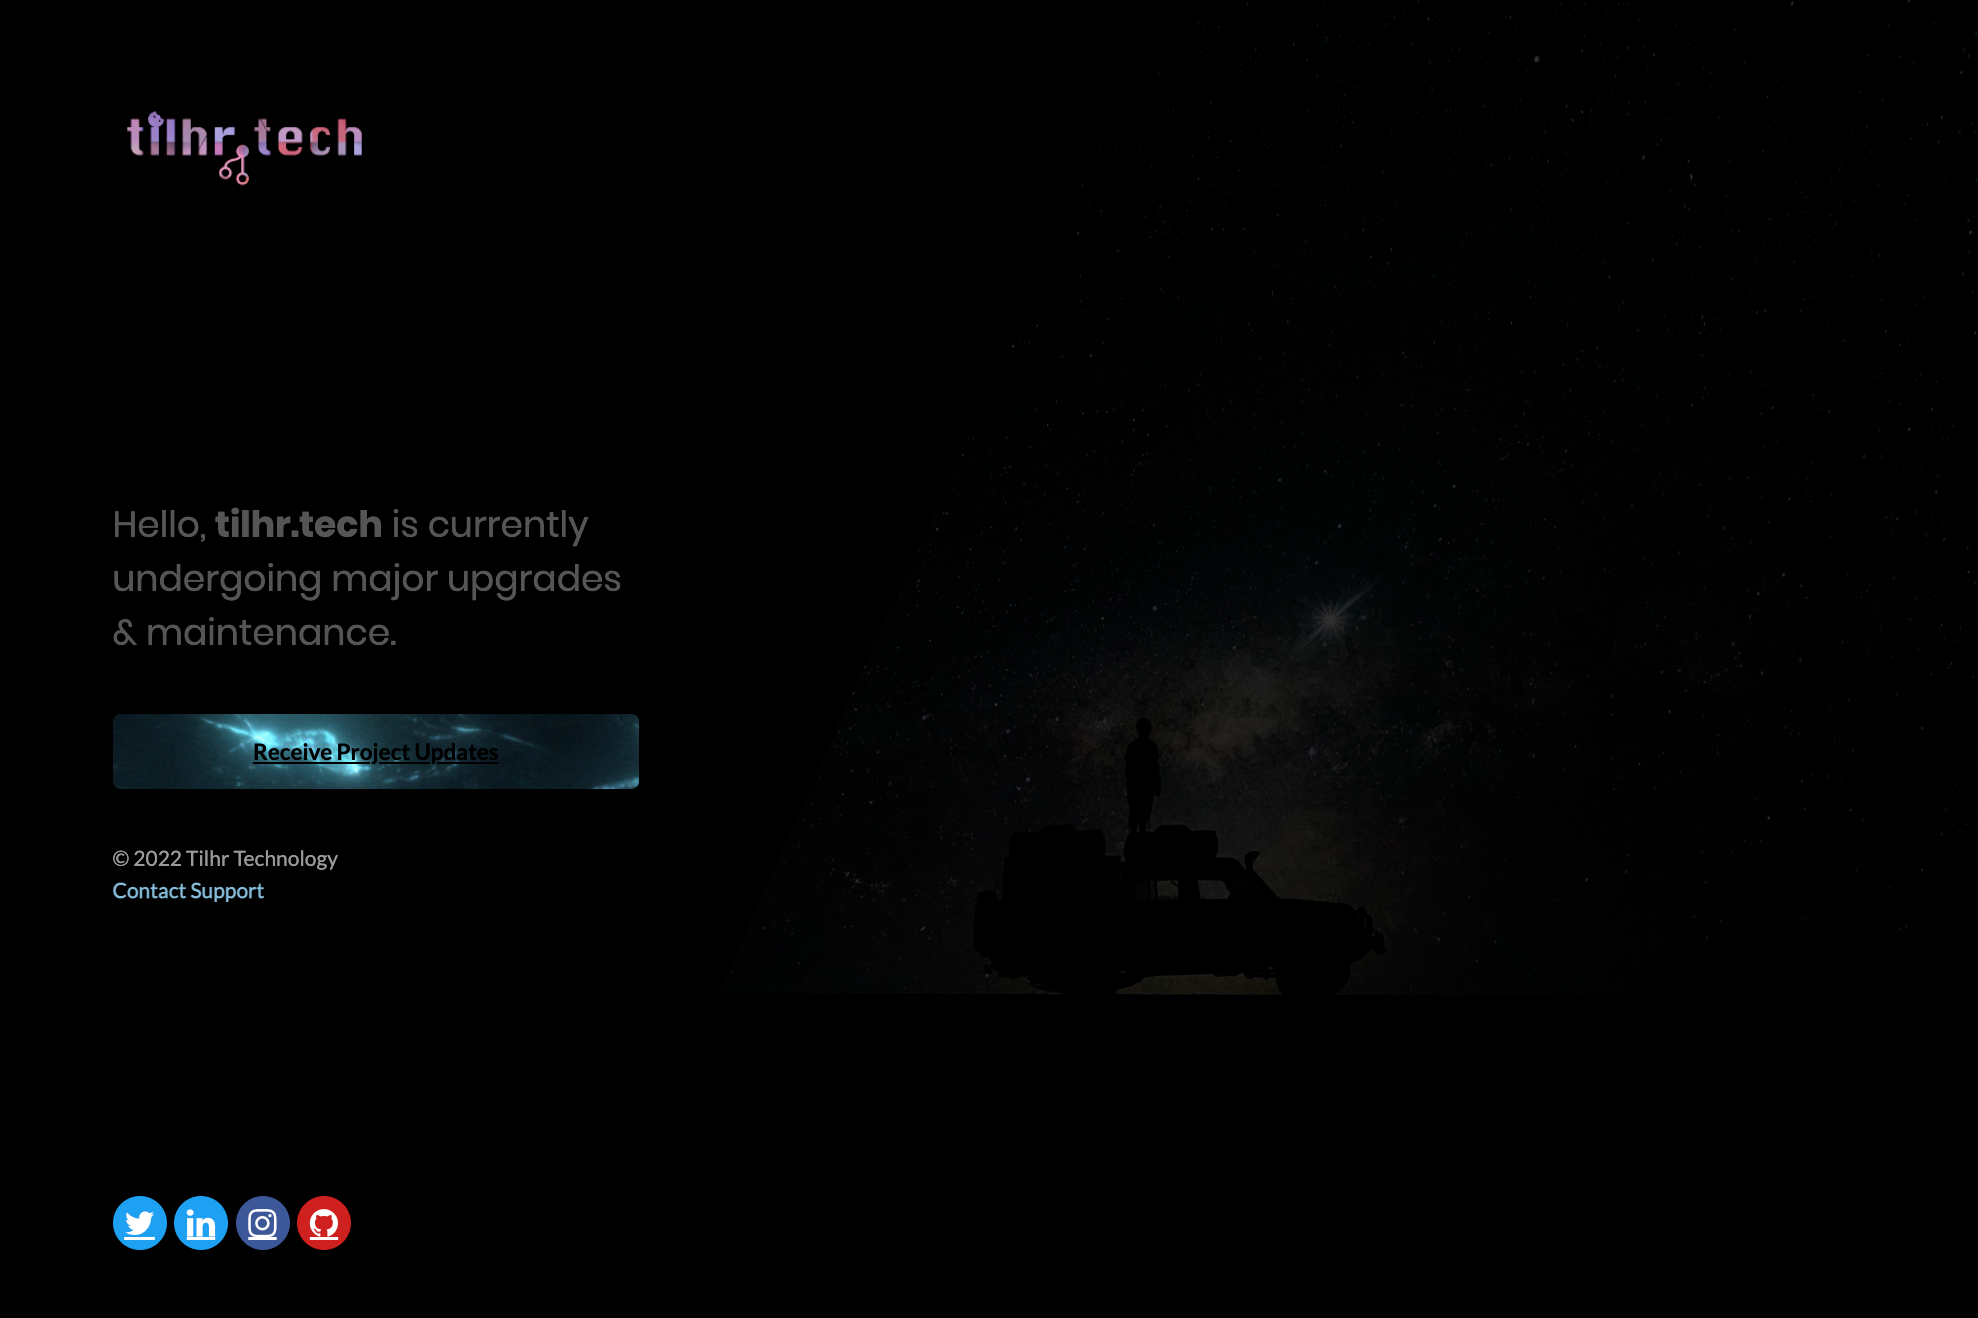 tilhr.tech
Hello, tilhr.tech is currently
undergoing major upgrades
& maintenance.
Receive Project Updates
© 2022 Tilhr Technology
Contact Support
in